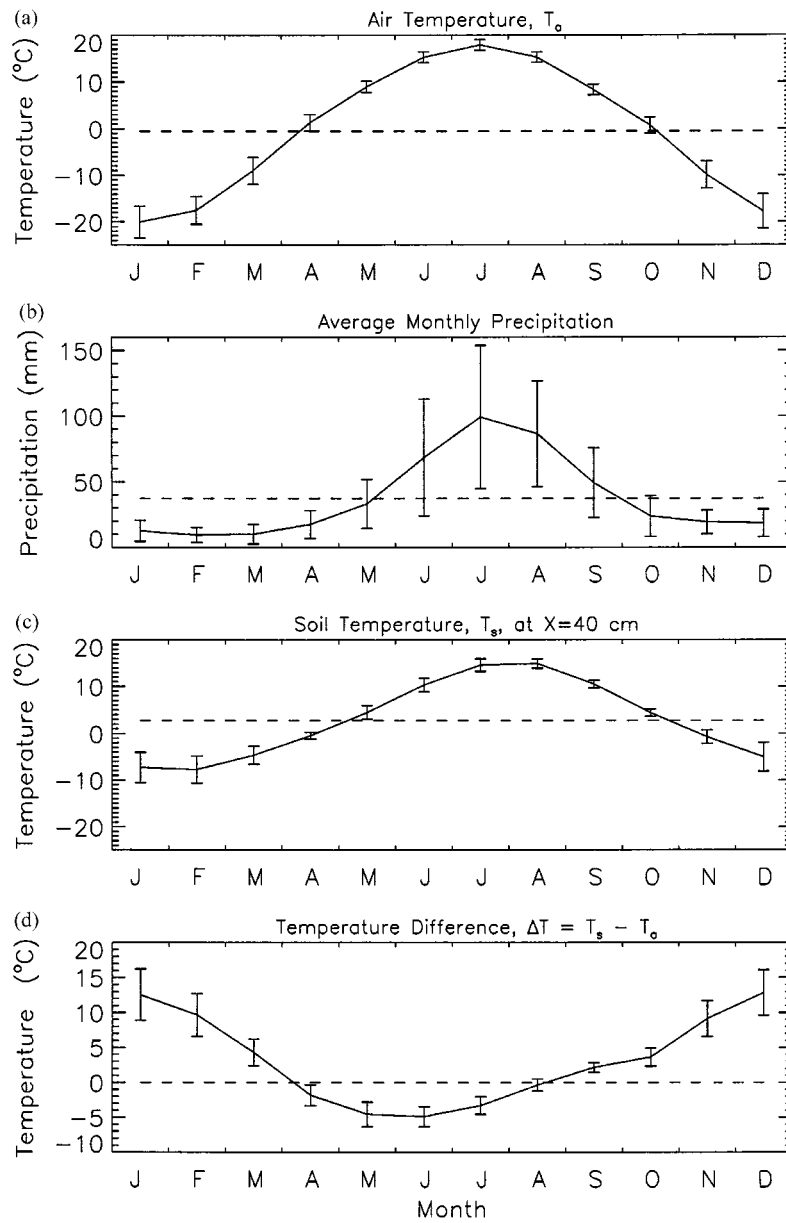 (a)
Air Temperature, Ta
Temperature (°C)
20
10
0
−10
−20
J F M A M J J A S O N D
(b)
Average Monthly Precipitation
Precipitation (mm)
150
100
50
0
J F M A M J J A S O N D
(c)
Soil Temperature, Ts, at X=40 cm
Temperature (°C)
20
10
0
−10
−20
J F M A M J J A S O N D
(d)
Temperature Difference, ΔT = Ts − Ta
Temperature (°C)
20
15
10
5
0
−5
−10
J F M A M J J A S O N D
Month